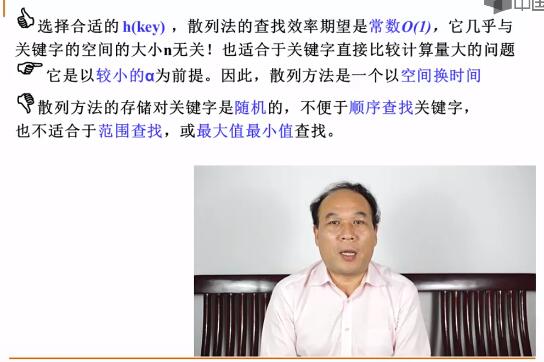 选择合适的 h(key) ，散列法的查找效率期望是常数O(1)，它几乎与
关键字的空间的大小n无关！也适合于关键字直接比较计算量大的问题
它是以较小的α为前提。因此，散列方法是一个以空间换时间
散列方法的存储对关键字是随机的，不便于顺序查找关键字，
也不适合于范围查找，或最大值最小值查找。